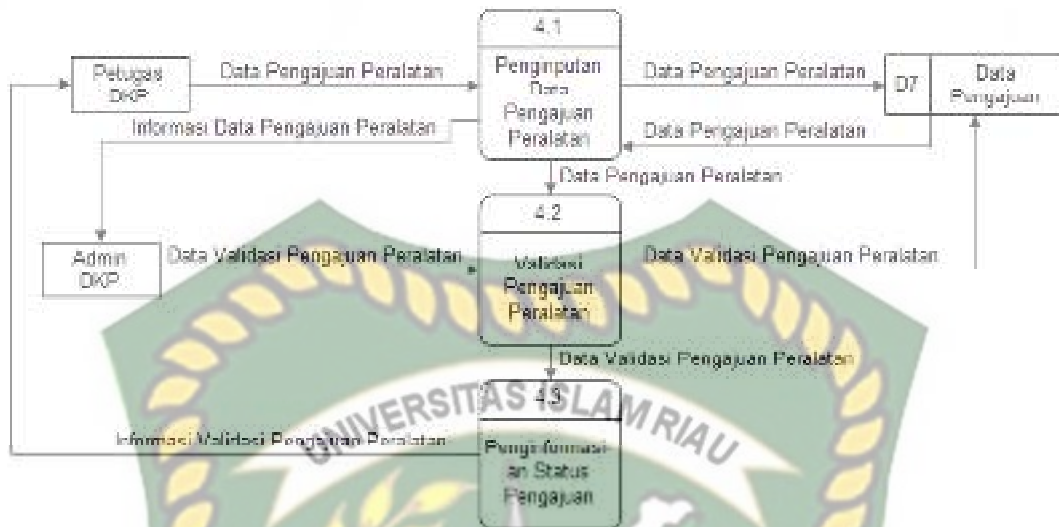 4.1
Petugas
DKP
Data Pengajuan Peralatan
Penginputan
Data
Pengajuan
Peralatan
Data Pengajuan Peralatan
D7
Data
Pengajuan
Informasi Data Pengajuan Peralatan
Data Pengajuan Peralatan
Data Pengajuan Peralatan
4.2
Admin
DKP
Data Validasi Pengajuan Peralatan
Validasi
Pengajuan
Peralatan
Data Validasi Pengajuan Peralatan
Data Validasi Pengajuan Peralatan
4.3
UNIVERSITAS ISLAM RIAU
Informasi Validasi Pengajuan Peralatan
Penginformasi
an Status
Pengajuan